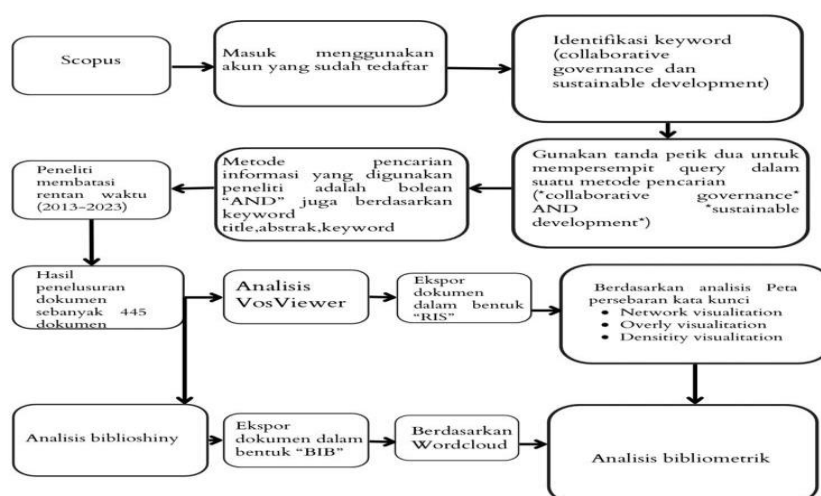 Scopus
Masuk menggunakan
akun yang sudah tedaftar
Identifikasi keyword
(collaborative
governance dan
sustainable development)
Gunakan tanda petik dua untuk
mempersempit query dalam
suatu metode pencarian
(*collaborative governance*
AND *sustainable
development*)
Metode pencarian
informasi yang digunakan
peneliti adalah bolean
“AND” juga berdasarkan
keyword
title,abstrak,keyword
Peneliti
membatasi
rentan waktu
(2013-2023)
Hasil
penelusuran
dokumen
sebanyak 445
dokumen
Analisis
VosViewer
Ekspor
dokumen
dalam bentuk
“RIS”
Berdasarkan analisis Peta
persebaran kata kunci
• Network visualitation
• Overly visualitation
• Densitity visualitation
Analisis biblioshiny
Ekspor
dokumen dalam
bentuk “BIB”
Berdasarkan
Wordcloud
Analisis bibliometrik